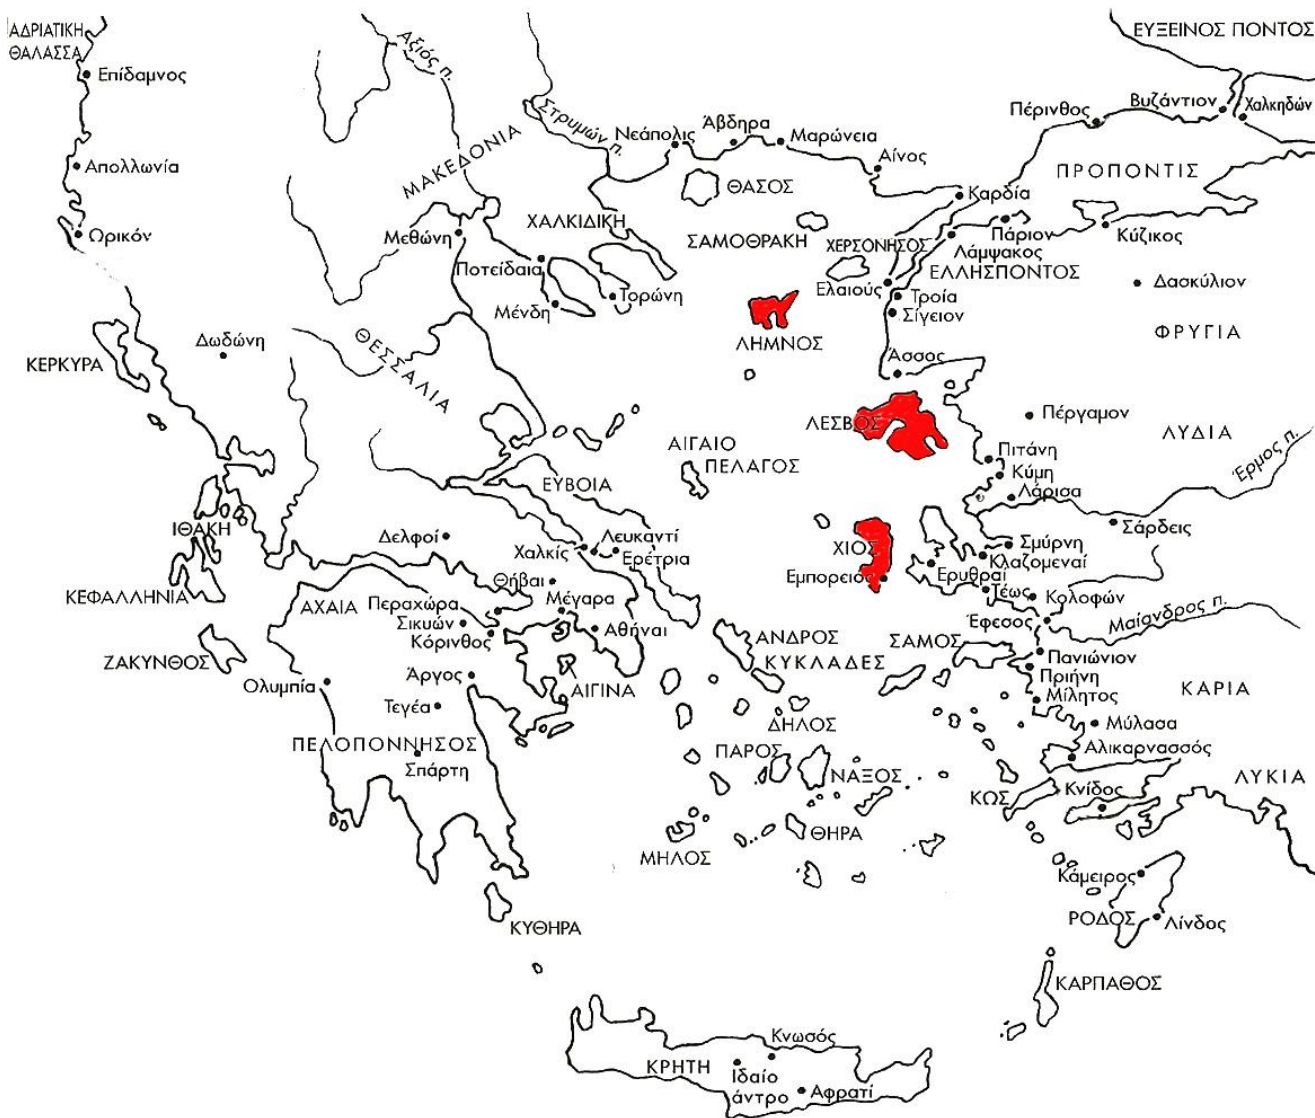 ΑΔΡΙΑΤΙΚΗ
ΘΑΛΑΣΣΑ
Επίδαμνος
Αξιός π.
ΕΥΞΕΙΝΟΣ ΠΟΝΤΟΣ
Στρυμών π.
Νεάπολις
Άβδηρα
Μαρώνεια
Πέρινθος
Βυζάντιον
Χαλκηδών
Απολλωνία
ΜΑΚΕΔΟΝΙΑ
Αίνος
ΠΡΟΠΟΝΤΙΣ
ΘΑΣΟΣ
Καρδία
Ωρικόν
Μεθώνη
ΧΑΛΚΙΔΙΚΗ
ΣΑΜΟΘΡΑΚΗ
ΧΕΡΣΟΝΗΣΟΣ
Πάριον
Λάμψακος
Κύζικος
Ποτείδαια
ΕΛΛΗΣΠΟΝΤΟΣ
Ελαιούς
Δασκύλιον
Μένδη
Τορώνη
Τροία
Σίγειον
ΦΡΥΓΙΑ
ΛΗΜΝΟΣ
ΚΕΡΚΥΡΑ
Δωδώνη
ΘΕΣΣΑΛΙΑ
Άσσος
ΛΕΣΒΟΣ
Πέργαμον
ΛΥΔΙΑ
ΑΙΓΑΙΟ
ΠΕΛΑΓΟΣ
Πιτάνη
Κύμη
Έρμος π.
Λάρισα
ΕΥΒΟΙΑ
ΙΘΑΚΗ
Δελφοί
Χαλκίς
Λευκαντί
Ερέτρια
ΧΙΟΣ
Σάρδεις
Σμύρνη
Κλαζομεναί
Εμπορειός
Ερυθραί
ΚΕΦΑΛΛΗΝΙΑ
Θήβαι
ΑΧΑΙΑ
Περαχώρα
Μέγαρα
Τέως
Κολοφών
Σικυών
Κόρινθος
Αθήναι
Έφεσος
Μαίανδρος π.
ΖΑΚΥΝΘΟΣ
ΑΝΔΡΟΣ
ΚΥΚΛΑΔΕΣ
ΣΑΜΟΣ
Πανιώνιον
Ολυμπία
Άργος
ΑΙΓΙΝΑ
Πριήνη
Μίλητος
ΚΑΡΙΑ
Τεγέα
ΔΗΛΟΣ
Μύλασα
ΠΕΛΟΠΟΝΝΗΣΟΣ
Σπάρτη
ΠΑΡΟΣ
ΝΑΞΟΣ
Αλικαρνασσός
ΛΥΚΙΑ
ΚΩΣ
Κνίδος
ΜΗΛΟΣ
ΘΗΡΑ
Κάμειρος
ΚΥΘΗΡΑ
ΡΟΔΟΣ
Λίνδος
ΚΑΡΠΑΘΟΣ
Κνωσός
ΚΡΗΤΗ
Ιδαίο
άντρο
Αφρατί